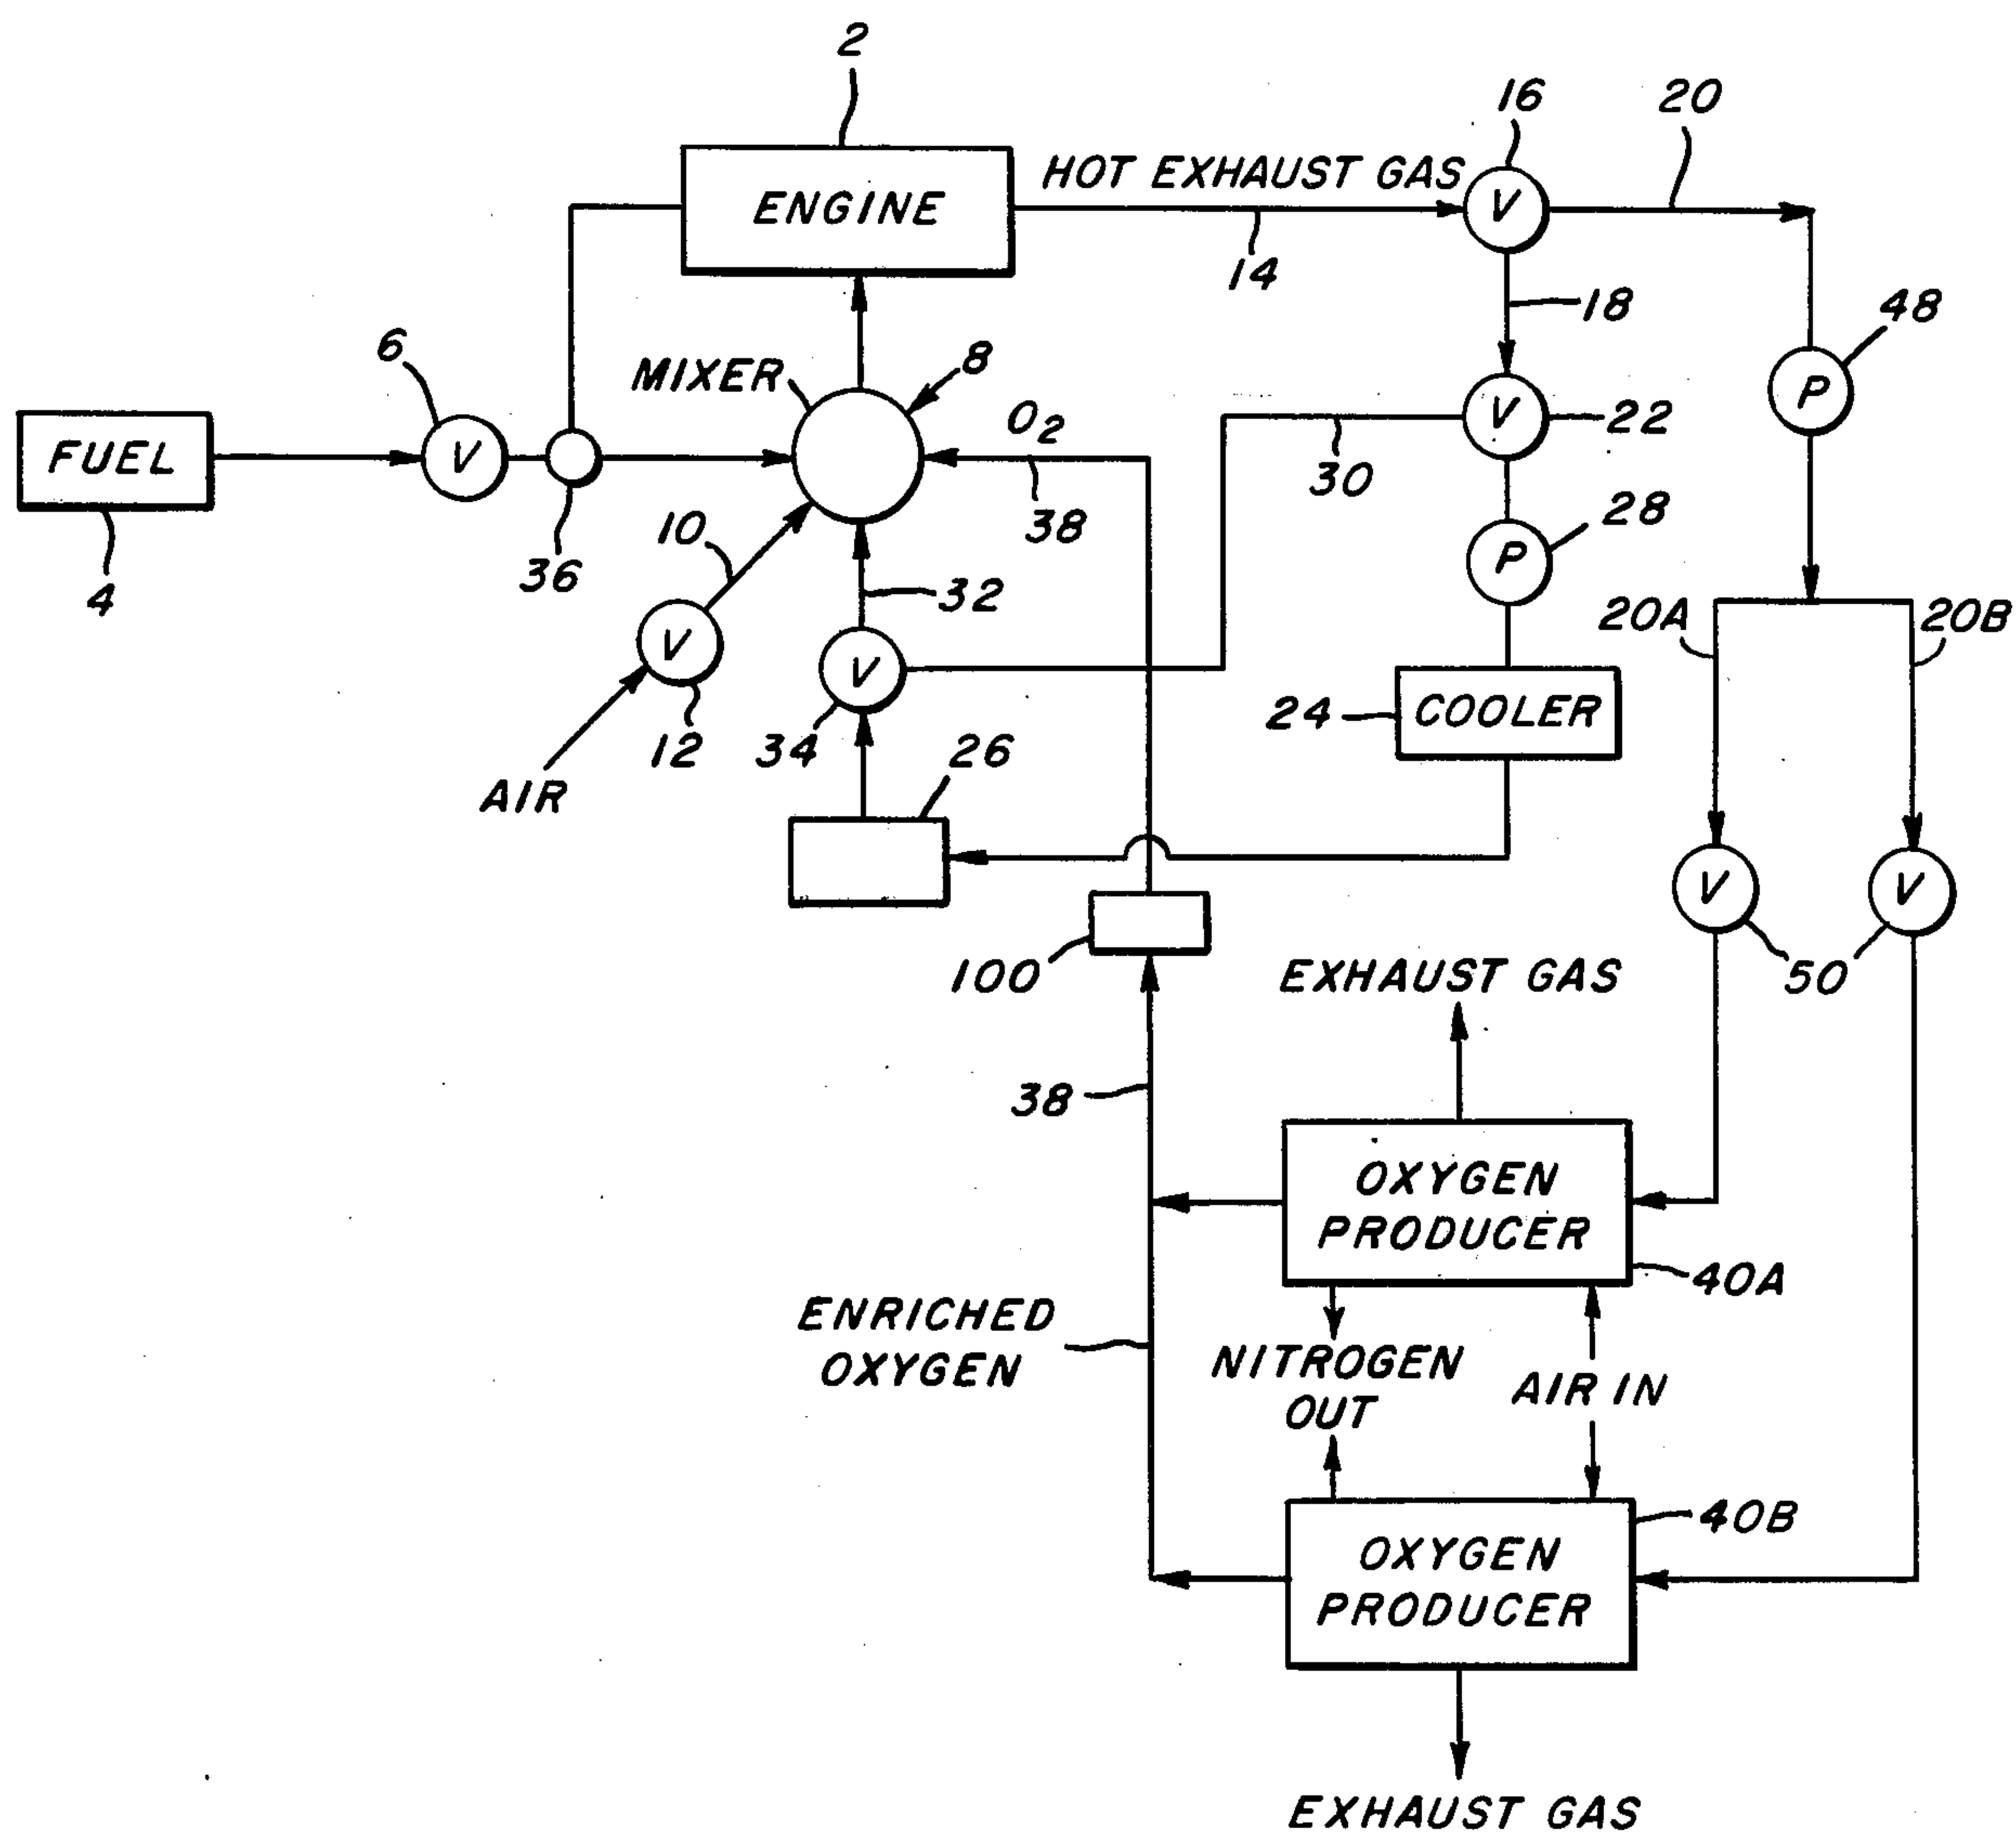 2
16
20
HOT EXHAUST GAS
V
ENGINE
14
18
48
6
MIXER
8
P
O2
V
22
FUEL
V
30
10
38
28
36
P
4
32
20A
20B
V
V
24
COOLER
12
34
26
AIR
V
V
100
EXHAUST GAS
50
38
OXYGEN
PRODUCER
40A
ENRICHED
OXYGEN
NITROGEN
OUT
AIR IN
40B
OXYGEN
PRODUCER
EXHAUST GAS